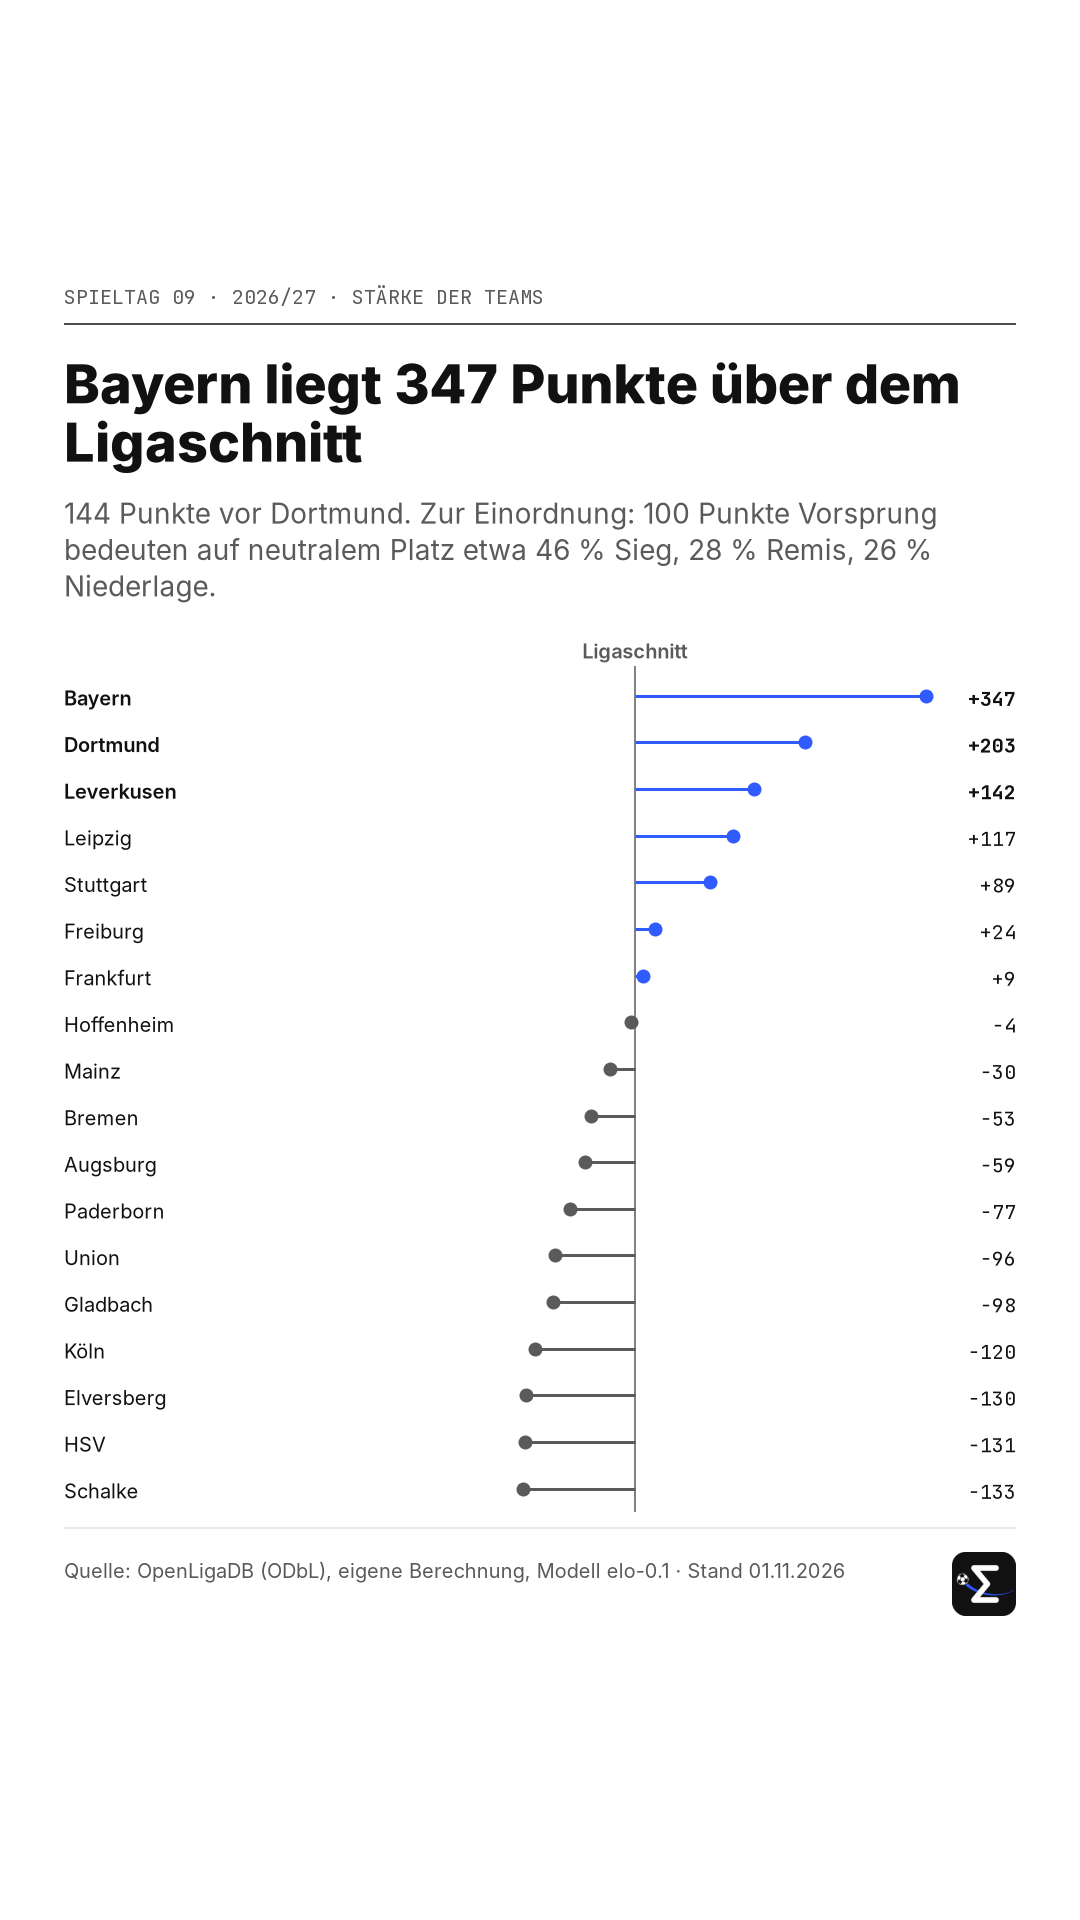 SPIELTAG 09 · 2026/27 · STÄRKE DER TEAMS
Bayern liegt 347 Punkte über dem
Ligaschnitt
144 Punkte vor Dortmund. Zur Einordnung: 100 Punkte Vorsprung
bedeuten auf neutralem Platz etwa 46 % Sieg, 28 % Remis, 26 %
Niederlage.
Ligaschnitt
Bayern +347
Dortmund +203
Leverkusen +142
Leipzig +117
Stuttgart +89
Freiburg +24
Frankfurt +9
Hoffenheim -4
Mainz -30
Bremen -53
Augsburg -59
Paderborn -77
Union -96
Gladbach -98
Köln -120
Elversberg -130
HSV -131
Schalke -133
Quelle: OpenLigaDB (ODbL), eigene Berechnung, Modell elo-0.1 · Stand 01.11.2026
Σ